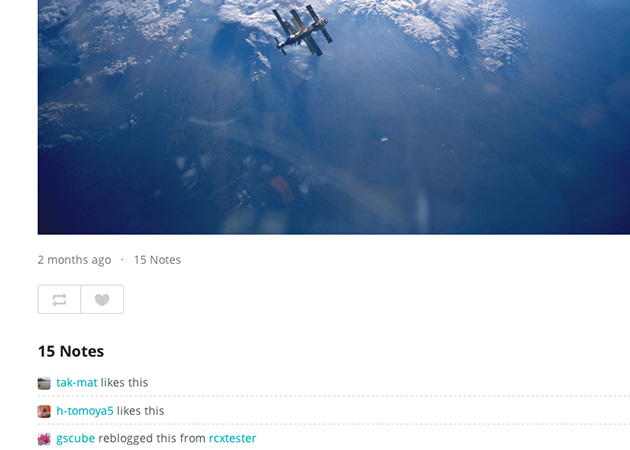 2 months ago · 15 Notes
15 Notes
tak-mat likes this
h-tomoya5 likes this
gscube reblogged this from rcxtester